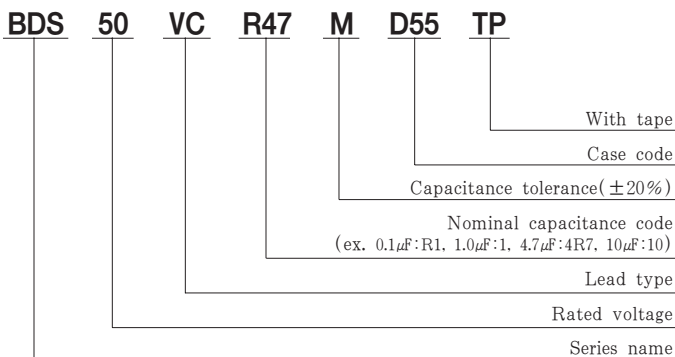 BDS 50 VC R47 M D55 TP
With tape
Case code
Capacitance tolerance(±20%)
Nominal capacitance code
(ex. 0.1μF:R1, 1.0μF:1, 4.7μF:4R7, 10μF:10)
Lead type
Rated voltage
Series name